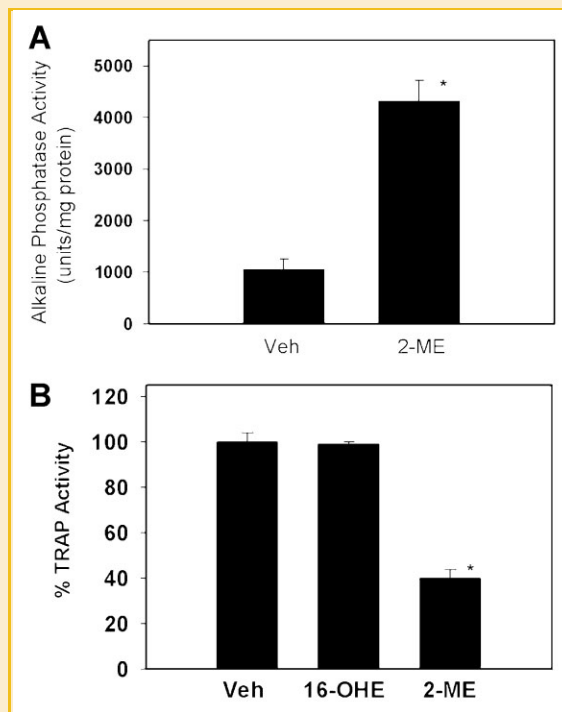 A
Alkaline Phosphatase Activity
(units/mg protein)
5000
4000
3000
2000
1000
0
*
Veh 2-ME
B
% TRAP Activity
120
100
80
60
40
20
0
*
Veh 16-OHE 2-ME